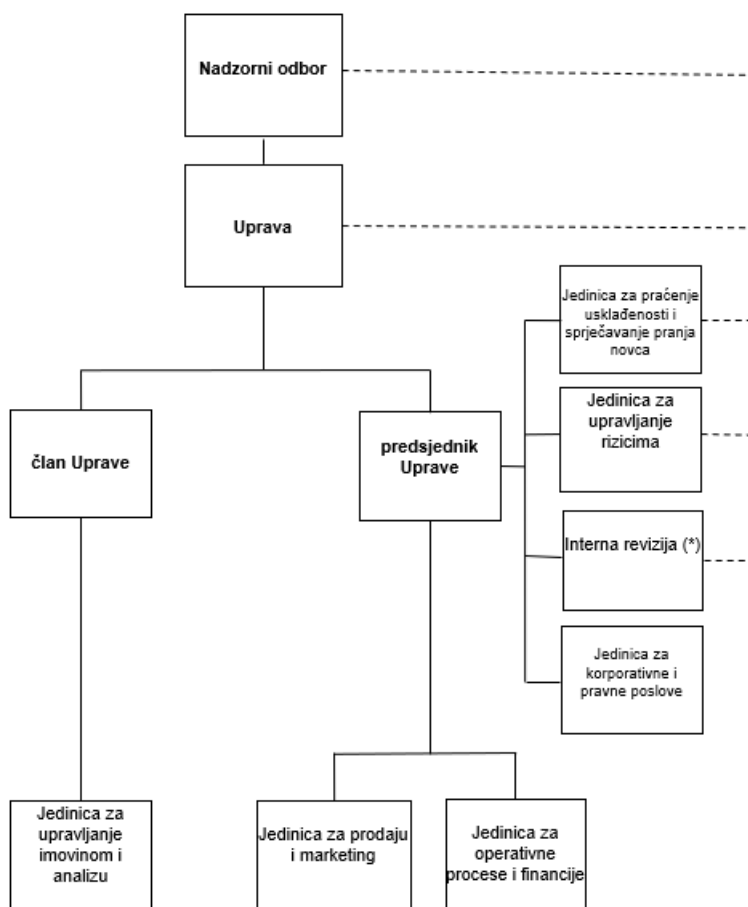 Nadzorni odbor
Uprava
Jedinica za praćenje
usklađenosti i
sprječavanje pranja
novca
Jedinica za
upravljanje
rizicima
član Uprave
predsjednik
Uprave
Interna revizija (*)
Jedinica za
korporativne i
pravne poslove
Jedinica za
upravljanje
imovinom i
analizu
Jedinica za prodaju
i marketing
Jedinica za
operativne
procese i financije